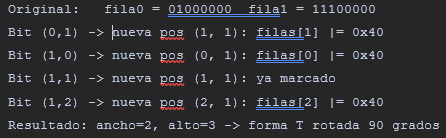 Original:   fila0 = 01000000  fila1 = 11100000
Bit (0,1) -> nueva pos (1, 1): filas[1] |= 0x40
Bit (1,0) -> nueva pos (0, 1): filas[0] |= 0x40
Bit (1,1) -> nueva pos (1, 1): ya marcado
Bit (1,2) -> nueva pos (2, 1): filas[2] |= 0x40
Resultado: ancho=2, alto=3 -> forma T rotada 90 grados